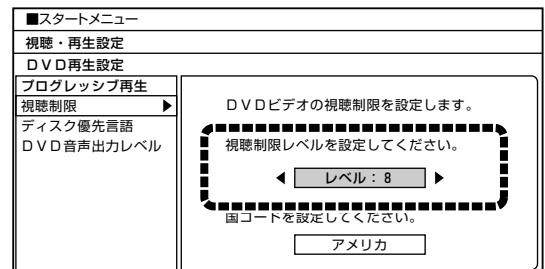 ■スタートメニュー
視聴・再生設定
ＤＶＤ再生設定
プログレッシブ再生
視聴制限 ▶
ディスク優先言語
ＤＶＤ音声出力レベル
ＤＶＤビデオの視聴制限を設定します。
視聴制限レベルを設定してください。
◀ レベル：８ ▶
国コードを設定してください。
アメリカ